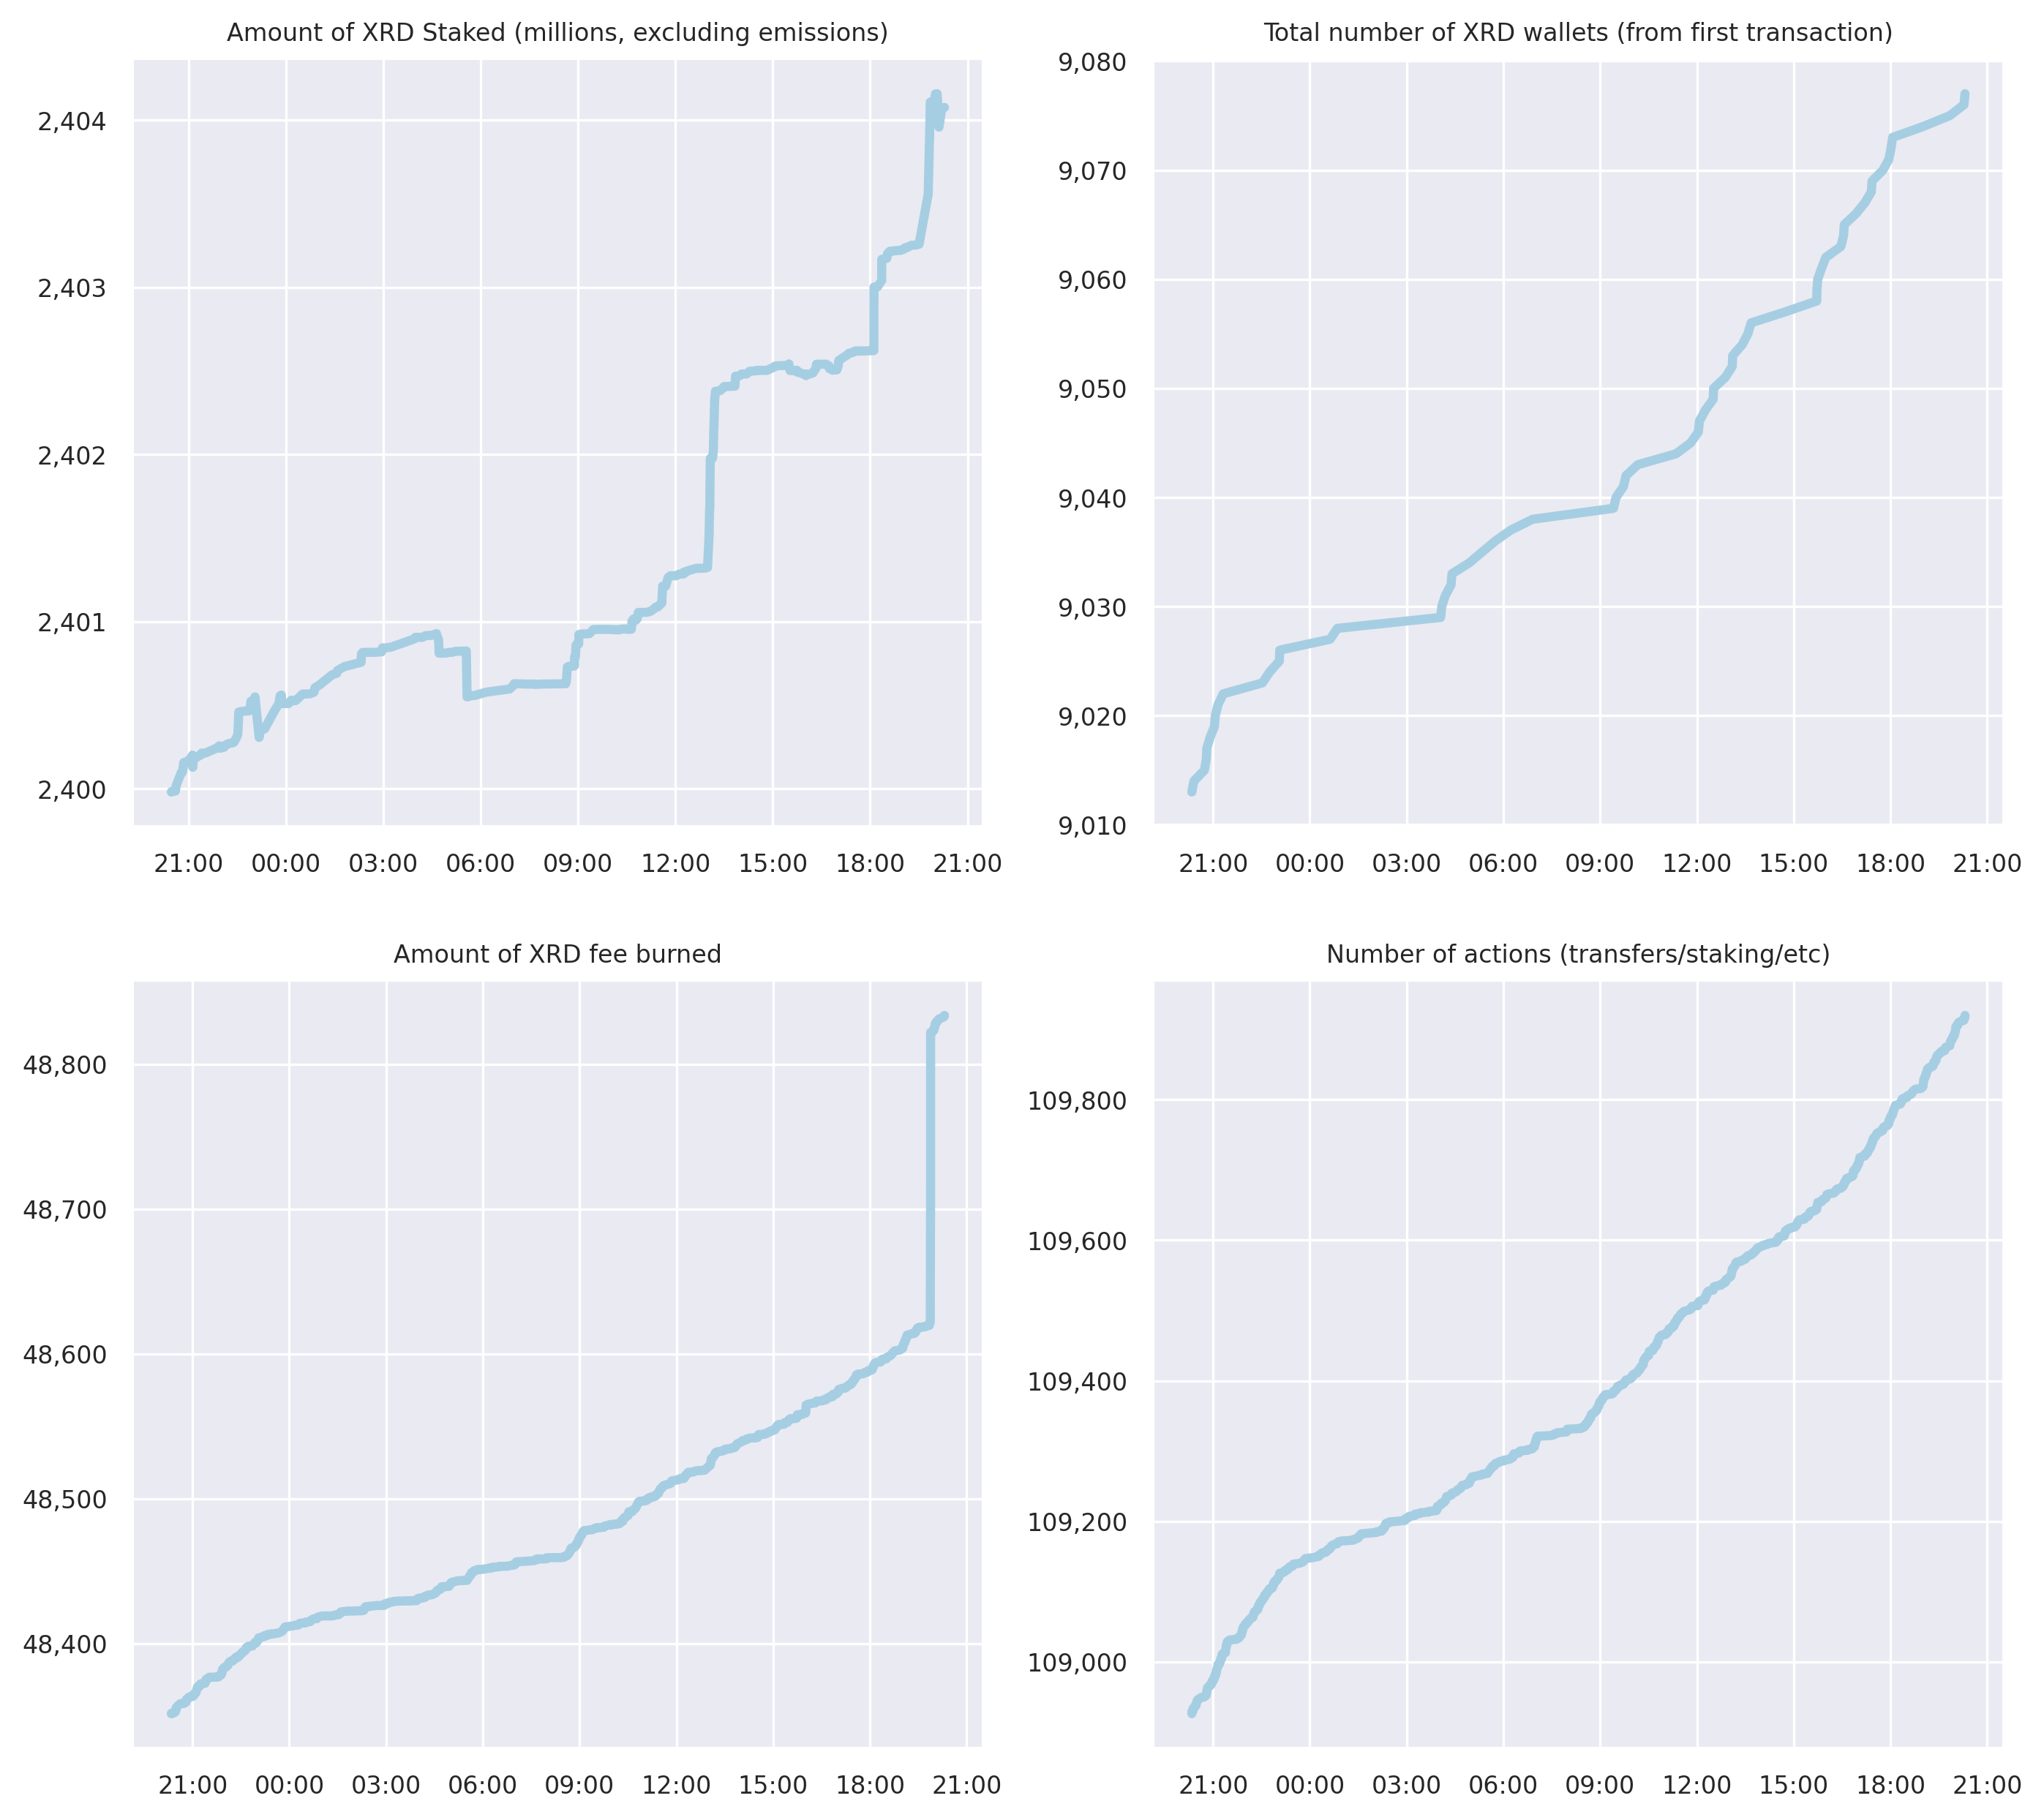 Amount of XRD Staked (millions, excluding emissions)
2,404
2,403
2,402
2,401
2,400
21:00 00:00 03:00 06:00 09:00 12:00 15:00 18:00 21:00
Total number of XRD wallets (from first transaction)
9,080
9,070
9,060
9,050
9,040
9,030
9,020
9,010
21:00 00:00 03:00 06:00 09:00 12:00 15:00 18:00 21:00
Amount of XRD fee burned
48,800
48,700
48,600
48,500
48,400
21:00 00:00 03:00 06:00 09:00 12:00 15:00 18:00 21:00
Number of actions (transfers/staking/etc)
109,800
109,600
109,400
109,200
109,000
21:00 00:00 03:00 06:00 09:00 12:00 15:00 18:00 21:00